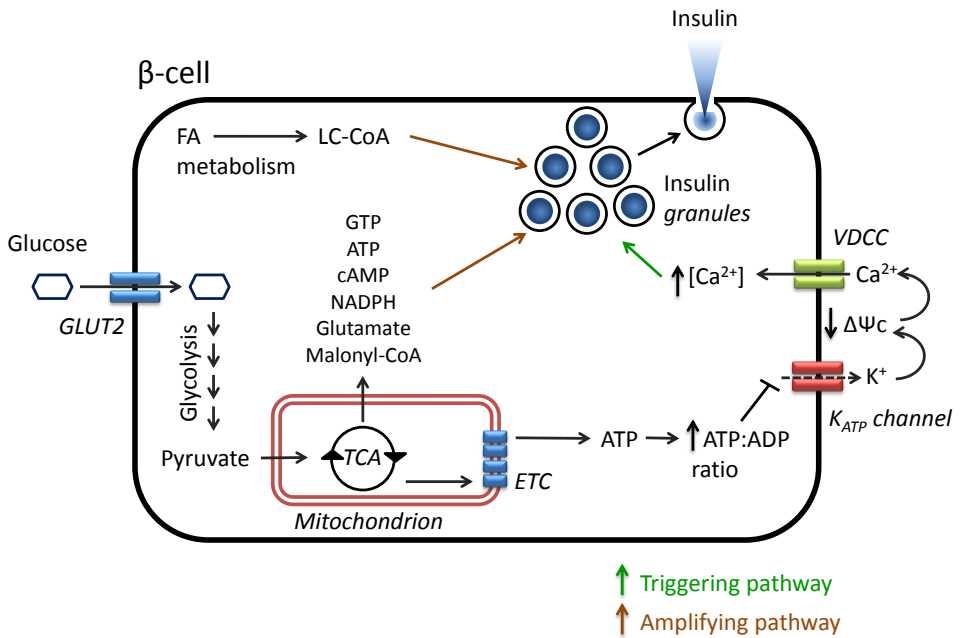 Insulin
β-cell
FA
metabolism
LC-CoA
Insulin
granules
GTP
ATP
cAMP
NADPH
Glutamate
Malonyl-CoA
Glucose
GLUT2
Glycolysis
VDCC
[Ca²⁺]
Ca²⁺
ΔΨc
K⁺
K_ATP channel
Pyruvate
TCA
ETC
Mitochondrion
ATP
ATP:ADP
ratio
Triggering pathway
Amplifying pathway